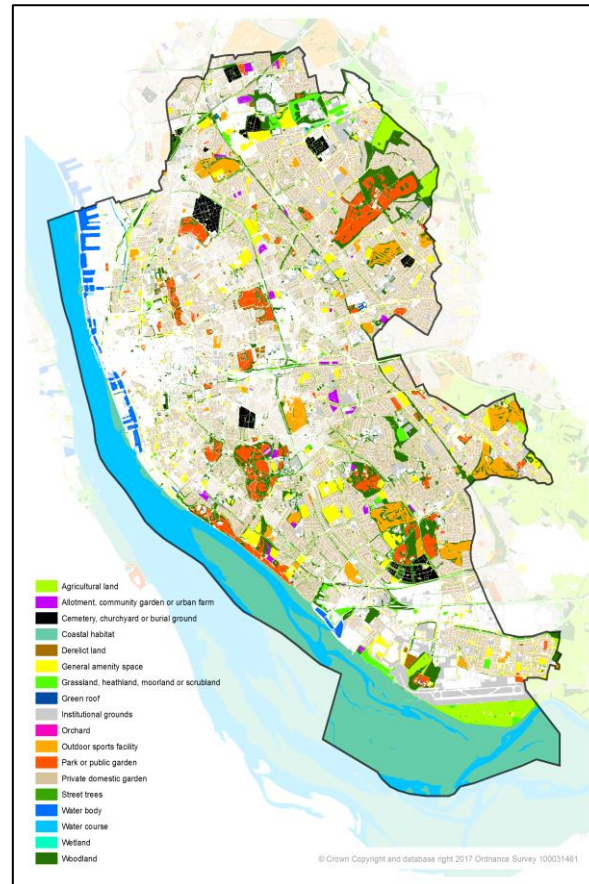 Agricultural land
Allotment, community garden or urban farm
Cemetery, churchyard or burial ground
Coastal habitat
Derelict land
General amenity space
Grassland, heathland, moorland or scrubland
Green roof
Institutional grounds
Orchard
Outdoor sports facility
Park or public garden
Private domestic garden
Street trees
Water body
Water course
Wetland
Woodland
© Crown Copyright and database right 2017 Ordnance Survey 100031461